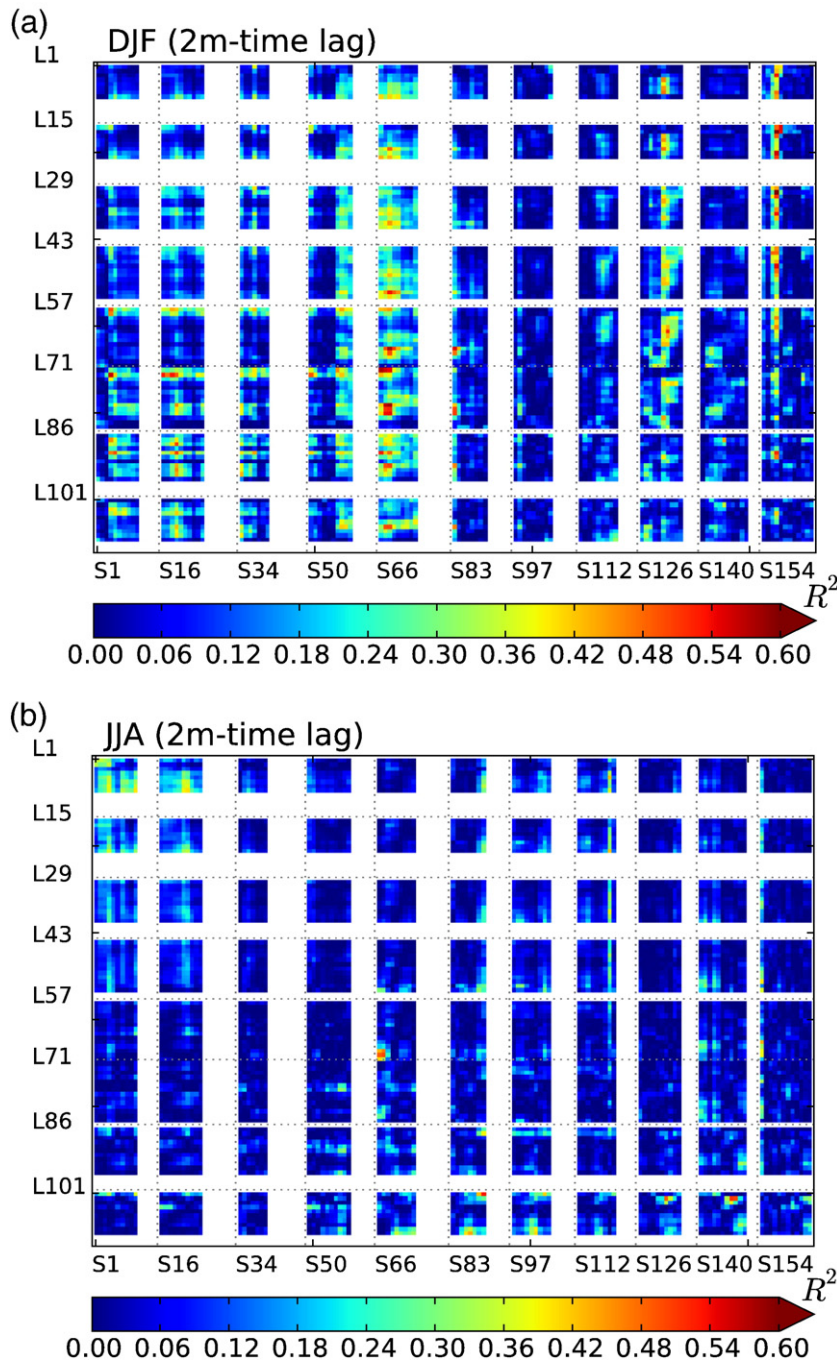 (a)
DJF (2m-time lag)
L1
L15
L29
L43
L57
L71
L86
L101
S1 S16 S34 S50 S66 S83 S97 S112 S126 S140 S154
R²
0.00 0.06 0.12 0.18 0.24 0.30 0.36 0.42 0.48 0.54 0.60
(b)
JJA (2m-time lag)
L1
L15
L29
L43
L57
L71
L86
L101
S1 S16 S34 S50 S66 S83 S97 S112 S126 S140 S154
R²
0.00 0.06 0.12 0.18 0.24 0.30 0.36 0.42 0.48 0.54 0.60